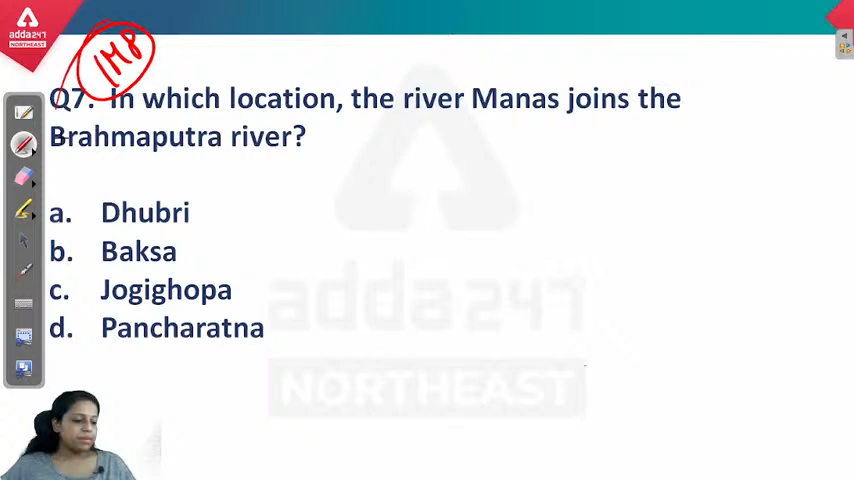 adda247
NORTHEAST
IMP
Q7. In which location, the river Manas joins the
Brahmaputra river?
a. Dhubri
b. Baksa
c. Jogighopa
d. Pancharatna
adda247
NORTHEAST